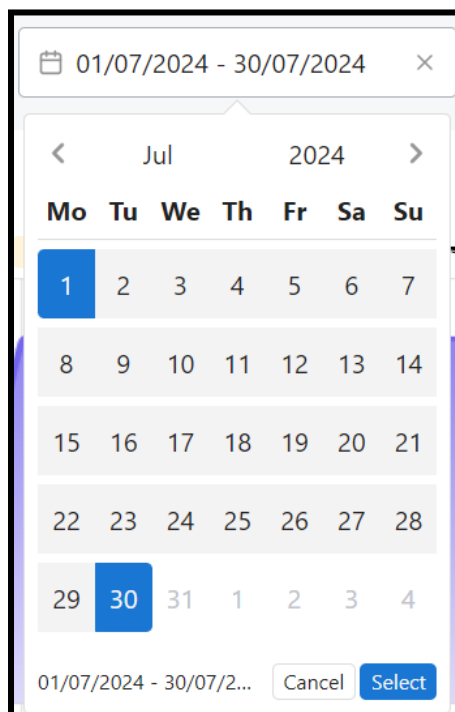 01/07/2024 - 30/07/2024
Jul 2024
Mo Tu We Th Fr Sa Su
1 2 3 4 5 6 7
8 9 10 11 12 13 14
15 16 17 18 19 20 21
22 23 24 25 26 27 28
29 30 31 1 2 3 4
01/07/2024 - 30/07/2... Cancel Select